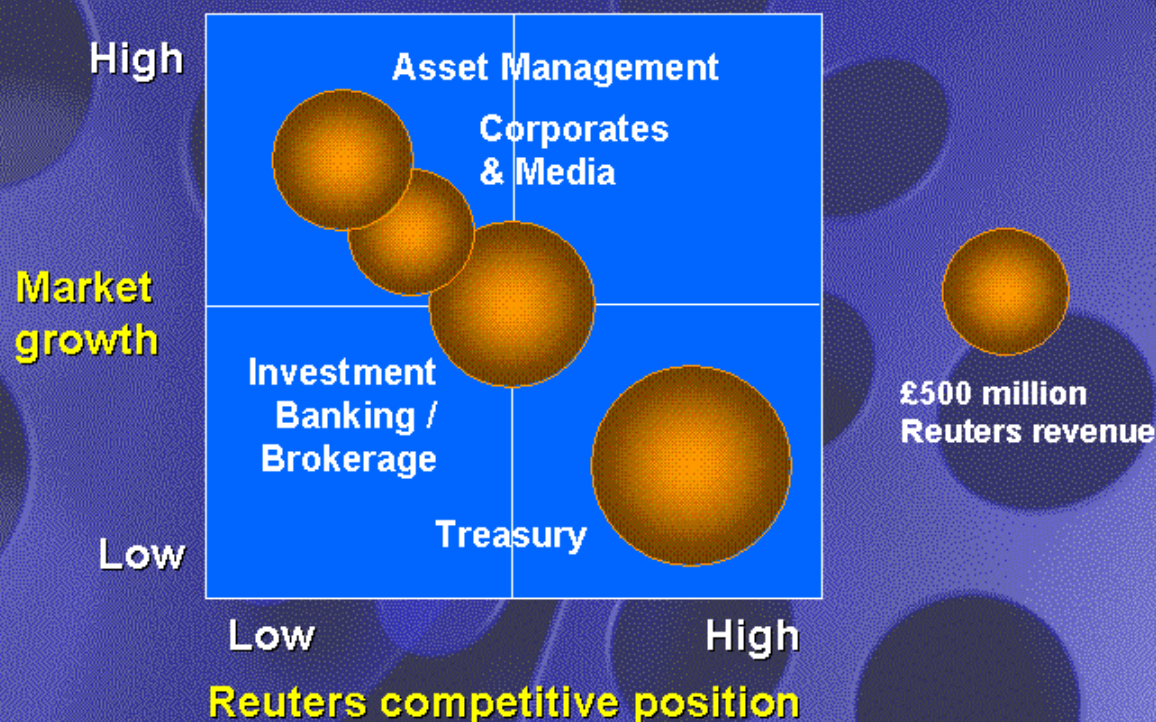 High
Asset Management
Corporates
& Media
Market
growth
Investment
Banking /
Brokerage
£500 million
Reuters revenue
Treasury
Low
Low
High
Reuters competitive position